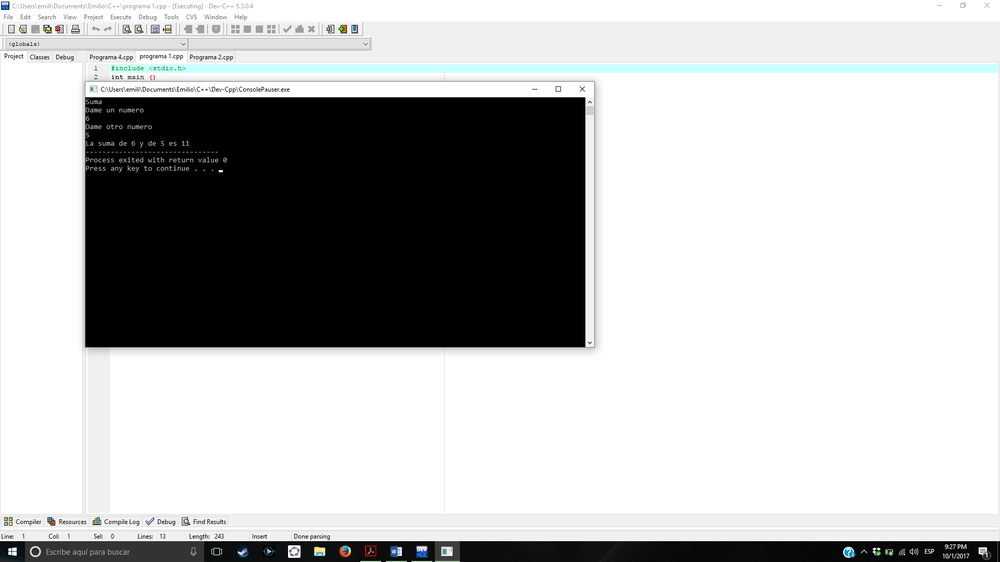 C:\Users\emili\Documents\Emilio\C++\programa 1.cpp - [Executing] - Dev-C++ 5.3.0.4
File Edit Search View Project Execute Debug Tools CVS Window Help
(globals)
Project Classes Debug Programa 4.cpp programa 1.cpp Programa 2.cpp
1 #include <stdio.h>
2 int main ()
C:\Users\emili\Documents\Emilio\C++\Dev-Cpp\ConsolePauser.exe
Suma
Dame un numero
6
Dame otro numero
5
La suma de 6 y de 5 es 11
--------------------------------
Process exited with return value 0
Press any key to continue . . .
Compiler Resources Compile Log Debug Find Results
Line: 1 Col: 1 Sel: 0 Lines: 13 Length: 243 Insert Done parsing
Escribe aquí para buscar DEV ESP 9:27 PM
10/1/2017 1